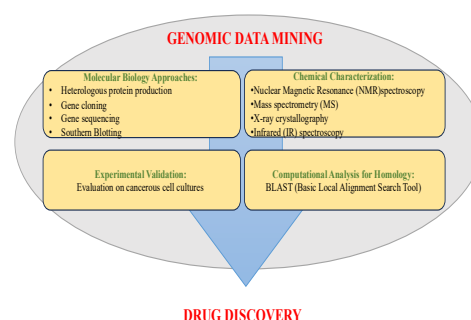 GENOMIC DATA MINING
Molecular Biology Approaches:
• Heterologous protein production
• Gene cloning
• Gene sequencing
• Southern Blotting
Chemical Characterization:
•Nuclear Magnetic Resonance (NMR)spectroscopy
•Mass spectrometry (MS)
•X-ray crystallography
•Infrared (IR) spectroscopy
Experimental Validation:
Evaluation on cancerous cell cultures
Computational Analysis for Homology:
BLAST (Basic Local Alignment Search Tool)
DRUG DISCOVERY